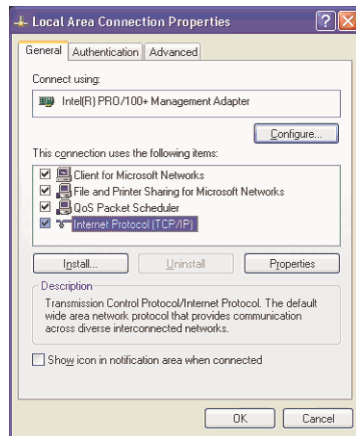 Local Area Connection Properties
General Authentication Advanced
Connect using:
Intel(R) PRO/100+ Management Adapter
Configure...
This connection uses the following items:
Client for Microsoft Networks
File and Printer Sharing for Microsoft Networks
QoS Packet Scheduler
Internet Protocol (TCP/IP)
Install... Uninstall Properties
Description
Transmission Control Protocol/Internet Protocol. The default
wide area network protocol that provides communication
across diverse interconnected networks.
Show icon in notification area when connected
OK Cancel